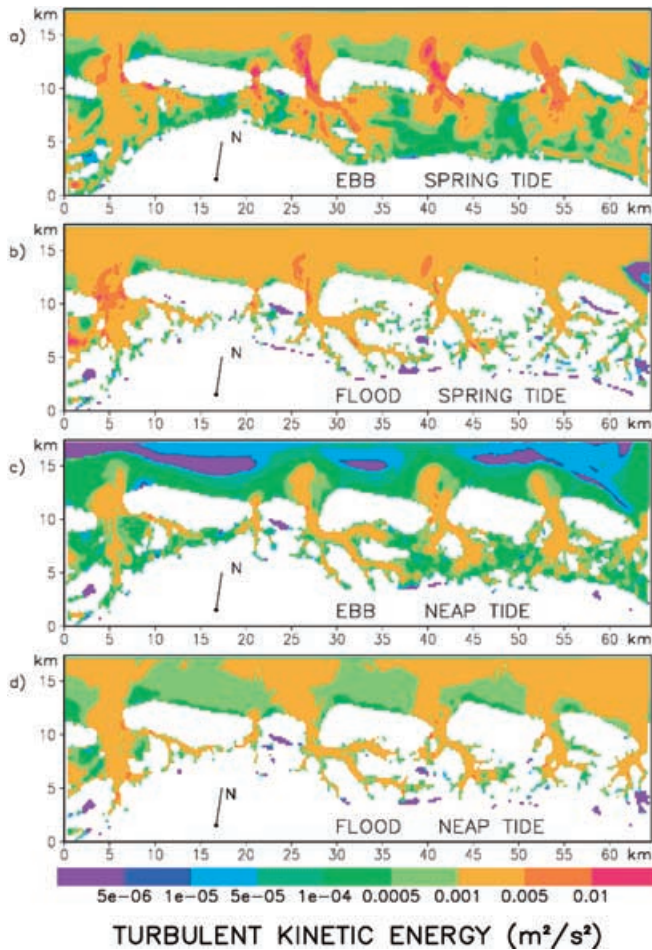 km
a) 15
10
5
N
0
EBB SPRING TIDE
0 5 10 15 20 25 30 35 40 45 50 55 60 km
km
b) 15
10
5
N
0
FLOOD SPRING TIDE
0 5 10 15 20 25 30 35 40 45 50 55 60 km
km
c) 15
10
5
N
0
EBB NEAP TIDE
0 5 10 15 20 25 30 35 40 45 50 55 60 km
km
d) 15
10
5
N
0
FLOOD NEAP TIDE
0 5 10 15 20 25 30 35 40 45 50 55 60 km
5e-06 1e-05 5e-05 1e-04 0.0005 0.001 0.005 0.01
TURBULENT KINETIC ENERGY (m²/s²)